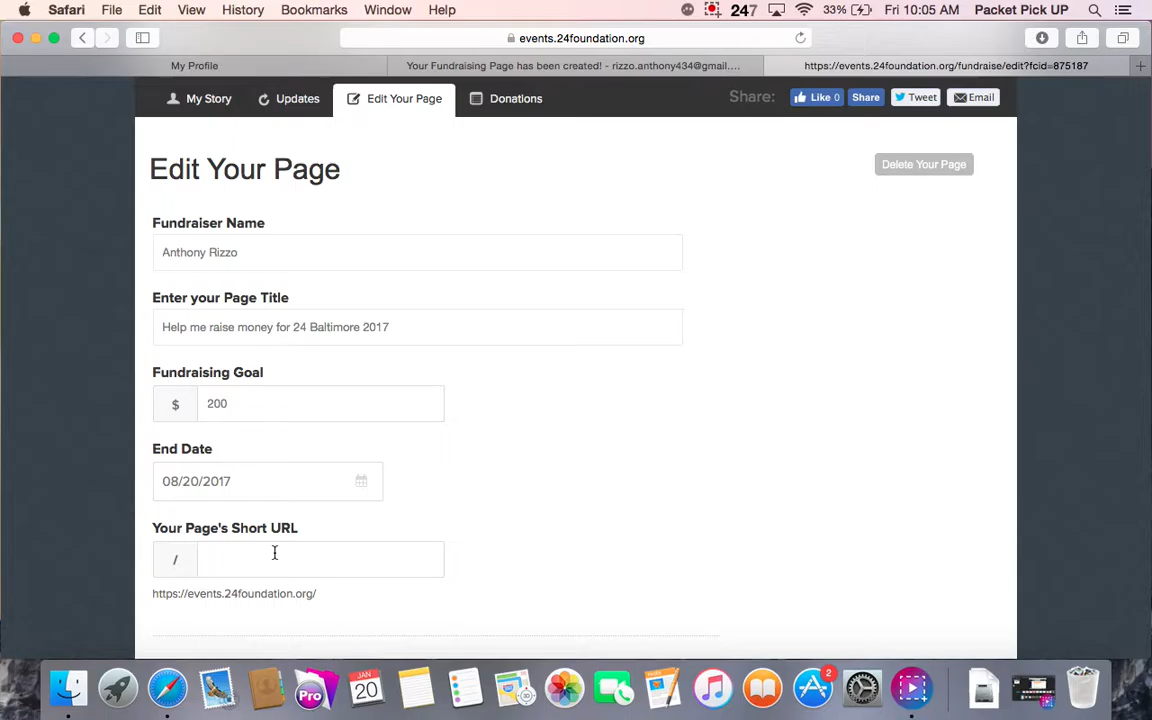 Safari File Edit View History Bookmarks Window Help 247 33% Fri 10:05 AM Packet Pick UP
events.24foundation.org
My Profile Your Fundraising Page has been created! - rizzo.anthony434@gmail.... https://events.24foundation.org/fundraise/edit?fcid=875187
My Story Updates Edit Your Page Donations Share: Like 0 Share Tweet Email
Edit Your Page
Delete Your Page
Fundraiser Name
Anthony Rizzo
Enter your Page Title
Help me raise money for 24 Baltimore 2017
Fundraising Goal
$ 200
End Date
08/20/2017
Your Page's Short URL
/
https://events.24foundation.org/
Pro JAN 20 3D 2